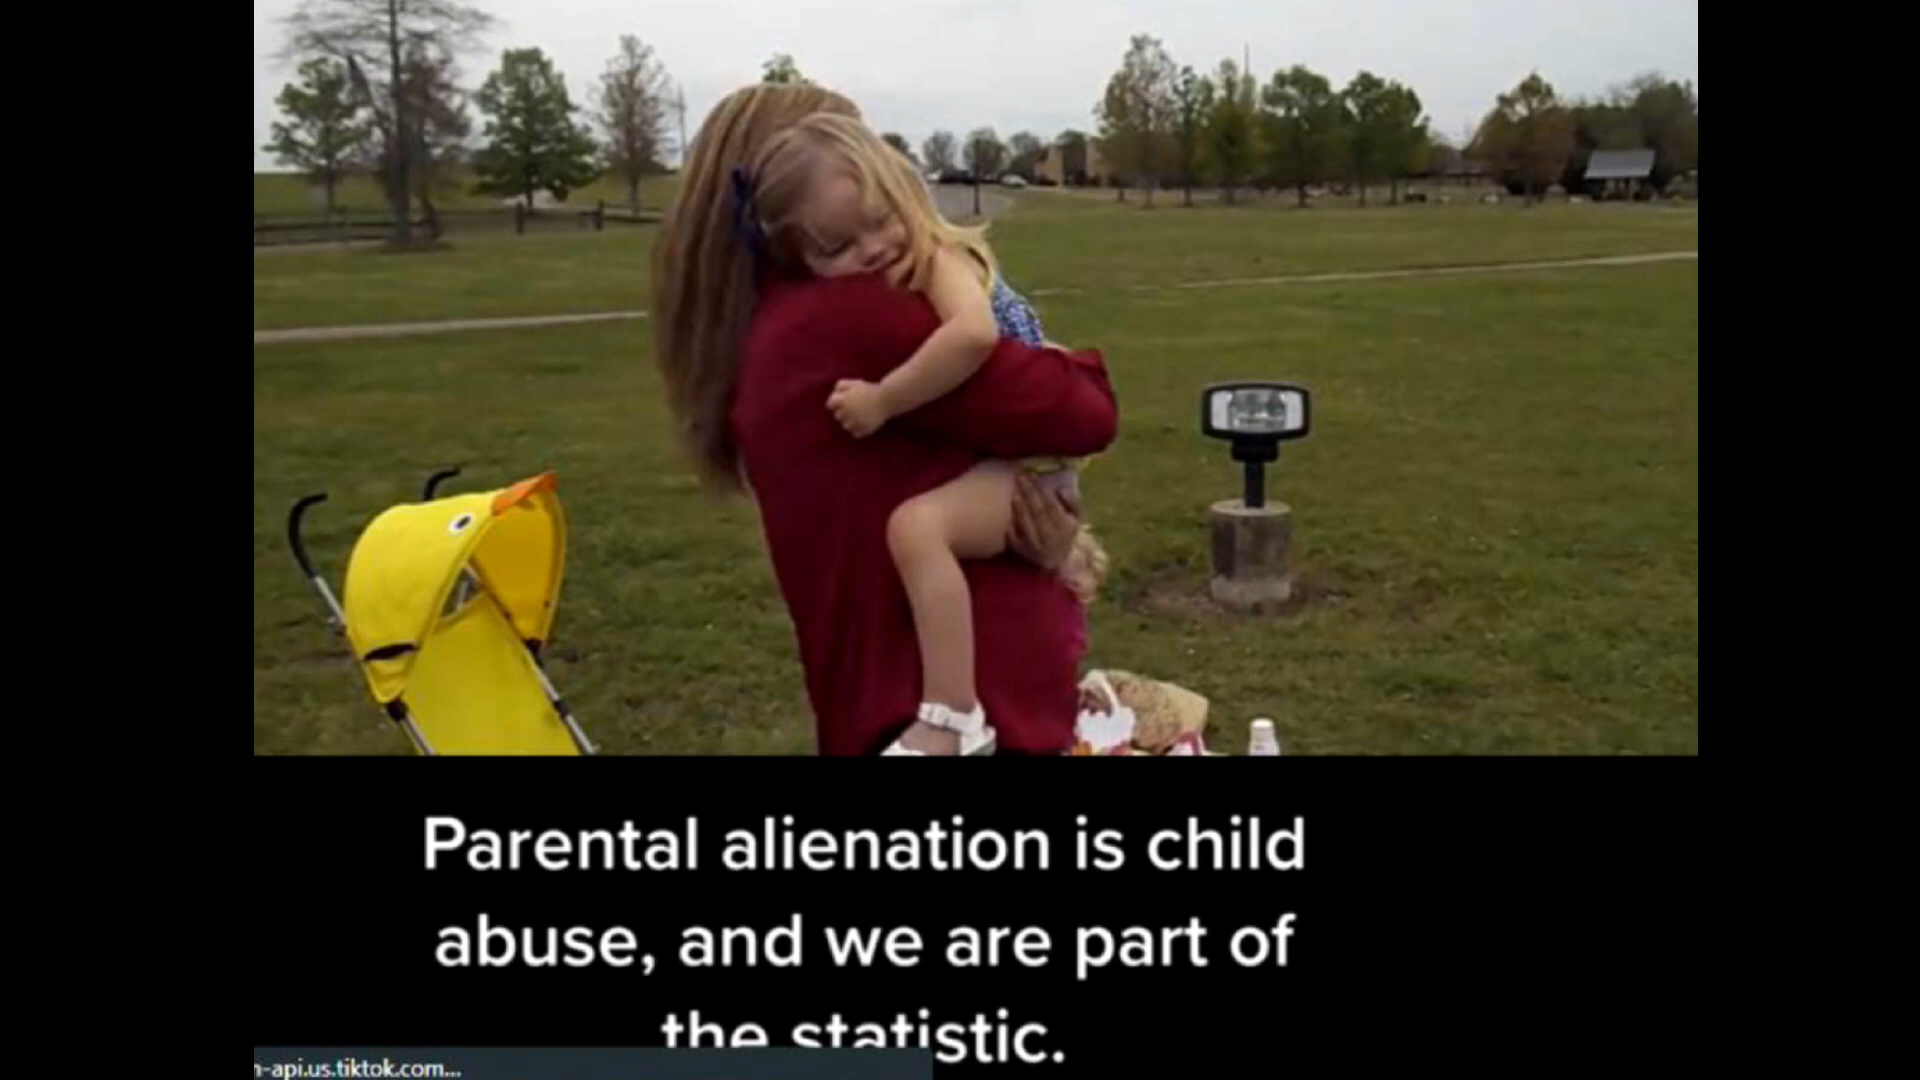 Parental alienation is child
abuse, and we are part of
the statistic.
n-api.us.tiktok.com...